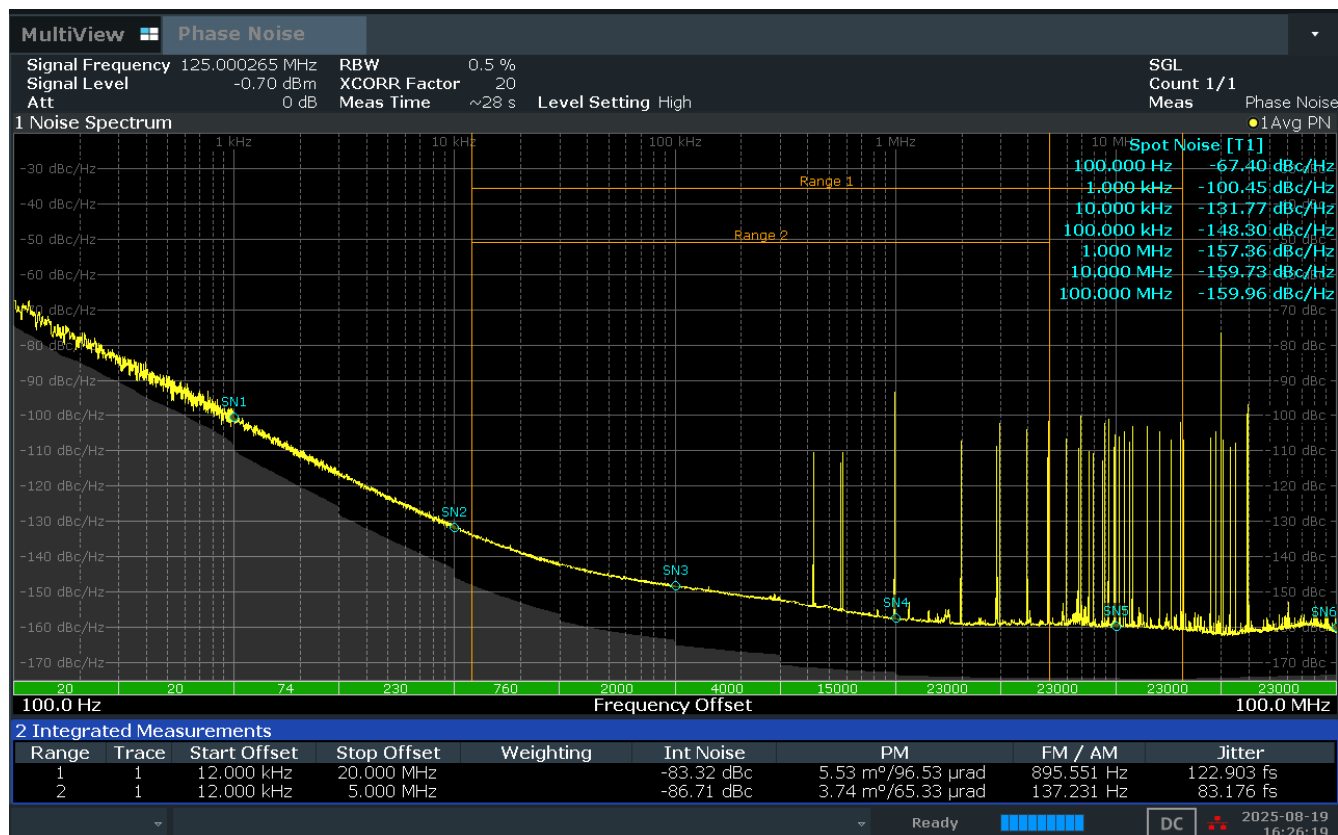 MultiView Phase Noise
Signal Frequency 125.000265 MHz RBW 0.5 % SGL
Signal Level -0.70 dBm XCORR Factor 20 Count 1/1
Att 0 dB Meas Time ~28 s Level Setting High Meas Phase Noise
1 Noise Spectrum 1Avg PN
1 kHz 10 kHz 100 kHz 1 MHz 10 MHz
Spot Noise [T1]
100.000 Hz -67.40 dBc/Hz
1.000 kHz -100.45 dBc/Hz
10.000 kHz -131.77 dBc/Hz
100.000 kHz -148.30 dBc/Hz
1.000 MHz -157.36 dBc/Hz
10.000 MHz -159.73 dBc/Hz
100.000 MHz -159.96 dBc/Hz
Range 1
Range 2
-30 dBc/Hz
-40 dBc/Hz
-50 dBc/Hz
-60 dBc/Hz
-70 dBc
-80 dBc
-90 dBc/Hz -90 dBc
-100 dBc/Hz -100 dBc
-110 dBc/Hz -110 dBc
-120 dBc/Hz -120 dBc
-130 dBc/Hz -130 dBc
-140 dBc/Hz -140 dBc
-150 dBc/Hz -150 dBc
-160 dBc/Hz
-170 dBc/Hz -170 dBc
SN1
SN2
SN3
SN4
SN5
SN6
20 20 74 230 760 2000 4000 15000 23000 23000 23000 23000
100.0 Hz Frequency Offset 100.0 MHz
2 Integrated Measurements
Range Trace Start Offset Stop Offset Weighting Int Noise PM FM / AM Jitter
1 1 12.000 kHz 20.000 MHz -83.32 dBc 5.53 m°/96.53 µrad 895.551 Hz 122.903 fs
2 1 12.000 kHz 5.000 MHz -86.71 dBc 3.74 m°/65.33 µrad 137.231 Hz 83.176 fs
Ready DC 2025-08-19
16:26:19